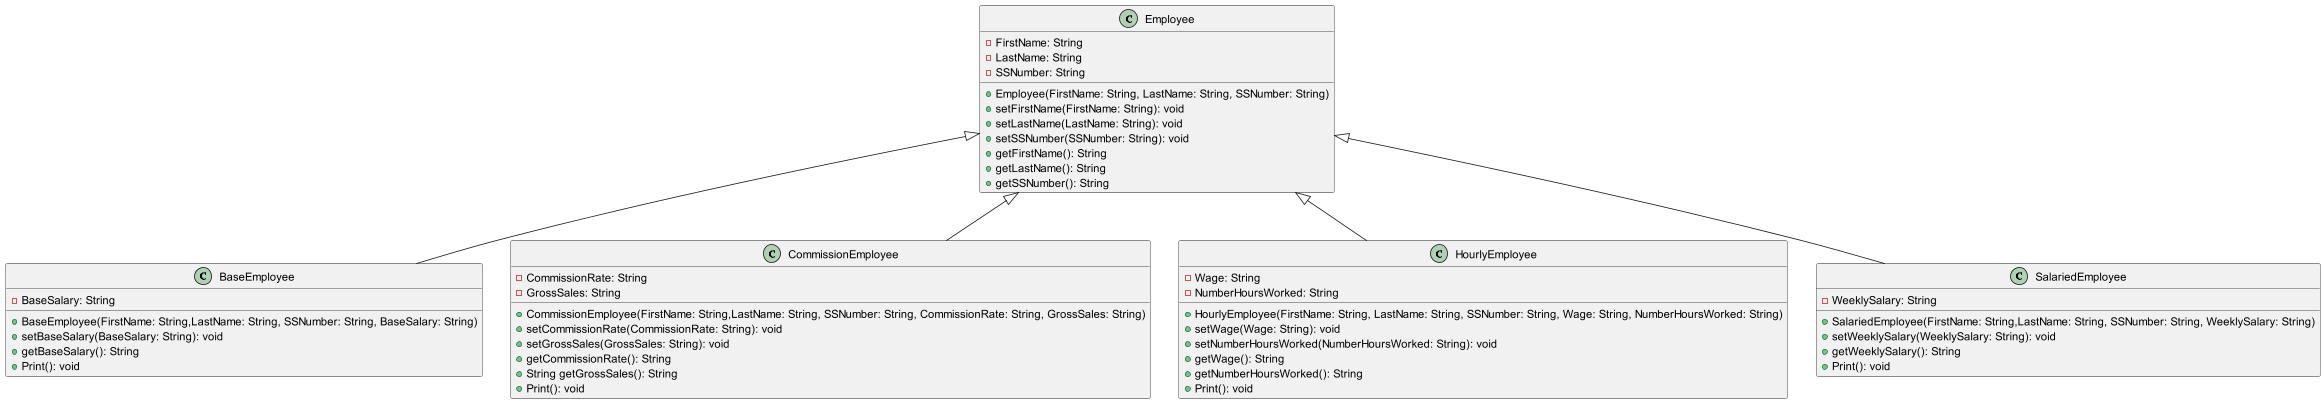 C Employee
FirstName: String
LastName: String
SSNumber: String
Employee(FirstName: String, LastName: String, SSNumber: String)
setFirstName(FirstName: String): void
setLastName(LastName: String): void
setSSNumber(SSNumber: String): void
getFirstName(): String
getLastName(): String
getSSNumber(): String
C BaseEmployee
BaseSalary: String
BaseEmployee(FirstName: String,LastName: String, SSNumber: String, BaseSalary: String)
setBaseSalary(BaseSalary: String): void
getBaseSalary(): String
Print(): void
C CommissionEmployee
CommissionRate: String
GrossSales: String
CommissionEmployee(FirstName: String,LastName: String, SSNumber: String, CommissionRate: String, GrossSales: String)
setCommissionRate(CommissionRate: String): void
setGrossSales(GrossSales: String): void
getCommissionRate(): String
String getGrossSales(): String
Print(): void
C HourlyEmployee
Wage: String
NumberHoursWorked: String
HourlyEmployee(FirstName: String, LastName: String, SSNumber: String, Wage: String, NumberHoursWorked: String)
setWage(Wage: String): void
setNumberHoursWorked(NumberHoursWorked: String): void
getWage(): String
getNumberHoursWorked(): String
Print(): void
C SalariedEmployee
WeeklySalary: String
SalariedEmployee(FirstName: String,LastName: String, SSNumber: String, WeeklySalary: String)
setWeeklySalary(WeeklySalary: String): void
getWeeklySalary(): String
Print(): void